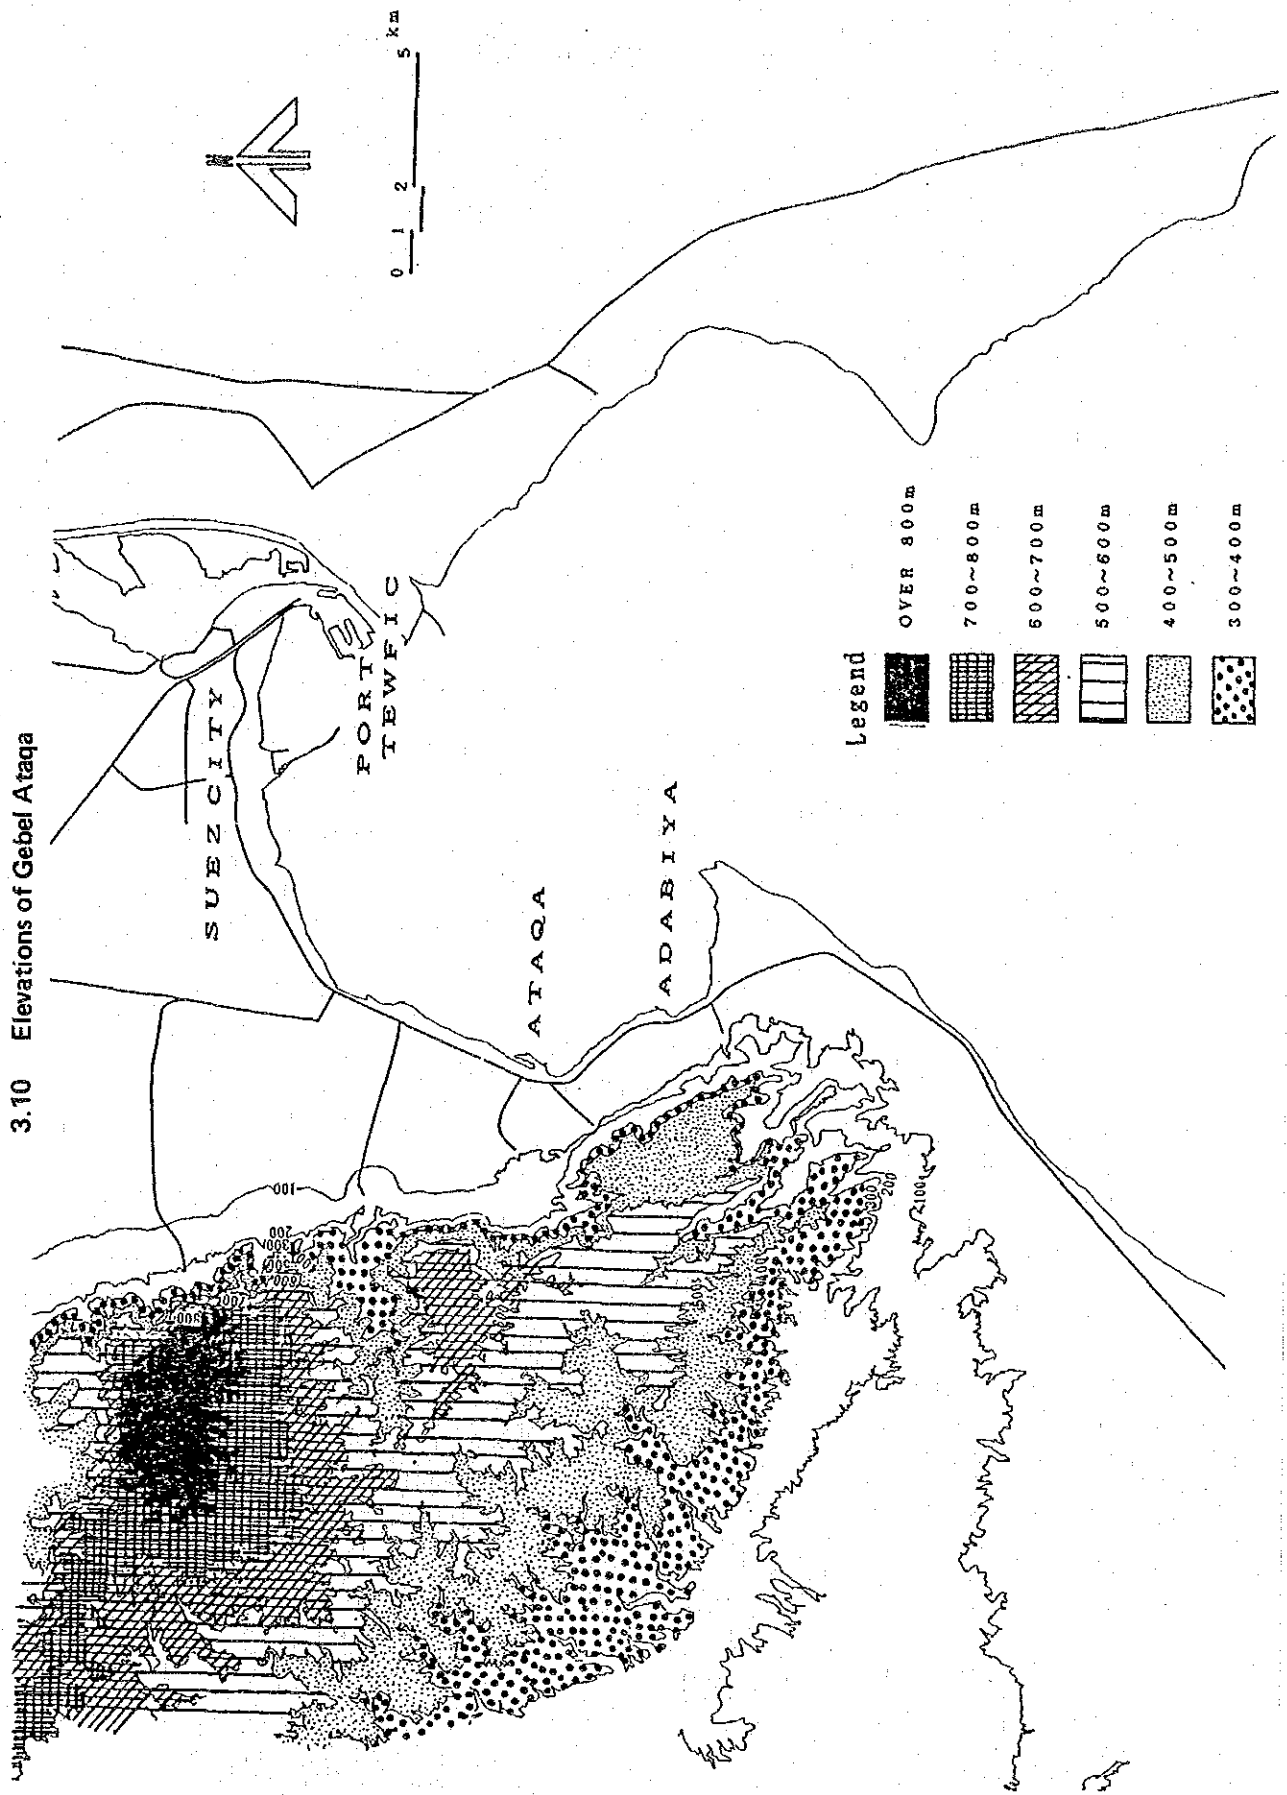 3.10 Elevations of Gebel Ataqa
0 1 2 5 km
SUEZ CITY
PORT
TEWFIC
ATAQA
ADABIYA
100
200
300
200
100
Legend
OVER 800m
700~800m
600~700m
500~600m
400~500m
300~400m